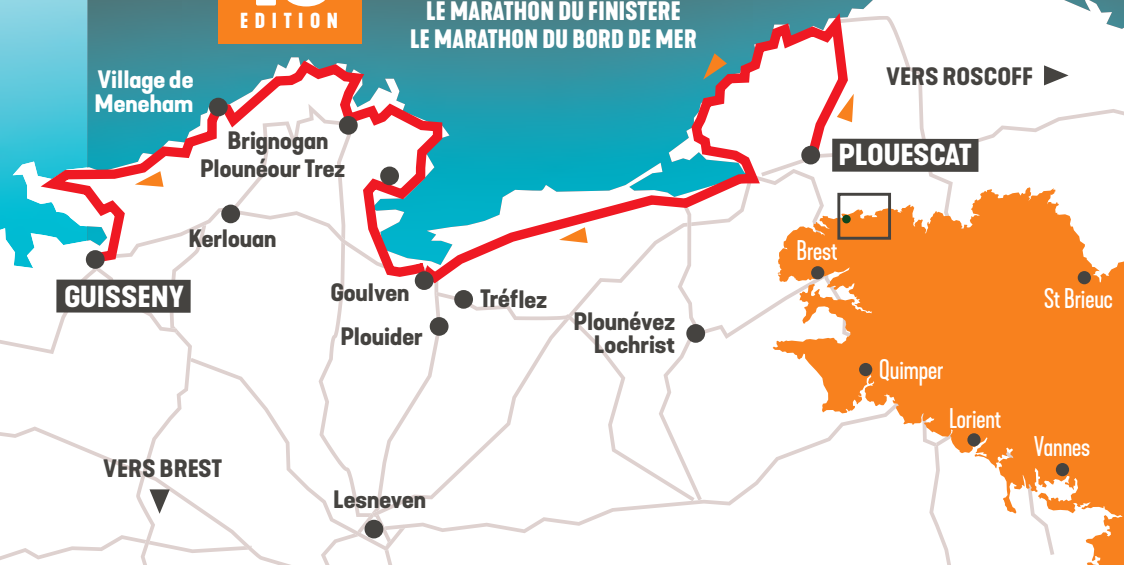 EDITION
LE MARATHON DU FINISTÈRE
LE MARATHON DU BORD DE MER
Village de
Meneham
VERS ROSCOFF
Brignogan
Plounéour Trez
PLOUESCAT
Kerlouan
GUISSENY
Goulven
Tréflez
Plouider
Plounévez
Lochrist
Brest
St Brieuc
Quimper
Lorient
Vannes
VERS BREST
Lesneven